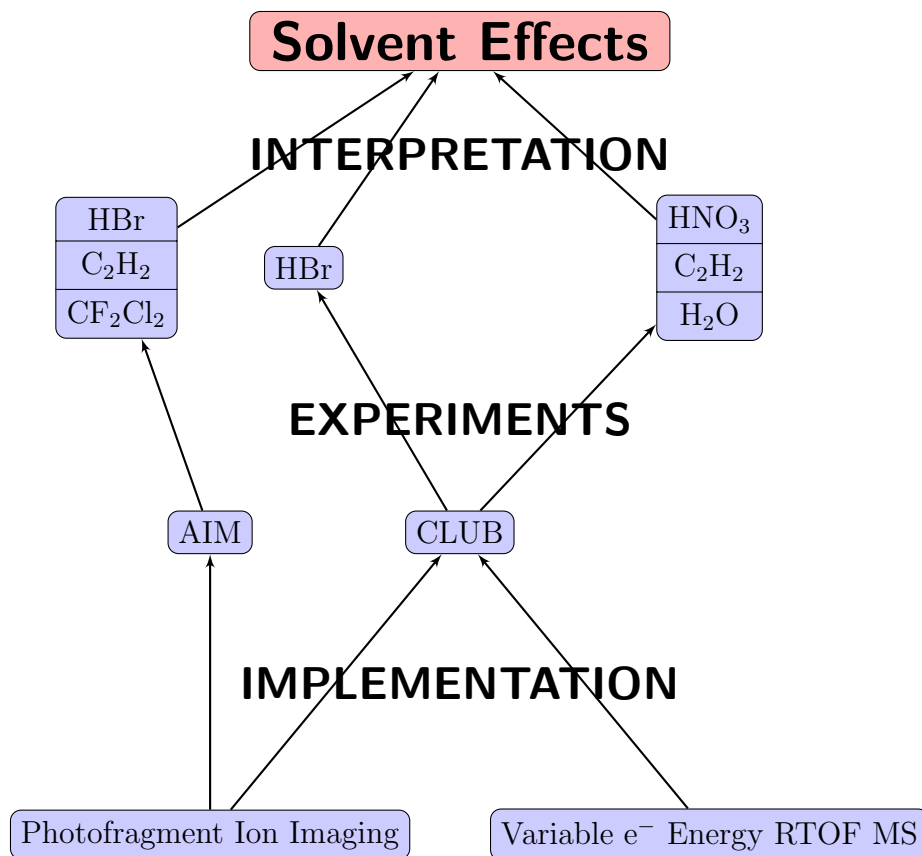 Solvent Effects
INTERPRETATION
HBr
C₂H₂
CF₂Cl₂
HBr
HNO₃
C₂H₂
H₂O
EXPERIMENTS
AIM
CLUB
IMPLEMENTATION
Photofragment Ion Imaging
Variable e⁻ Energy RTOF MS